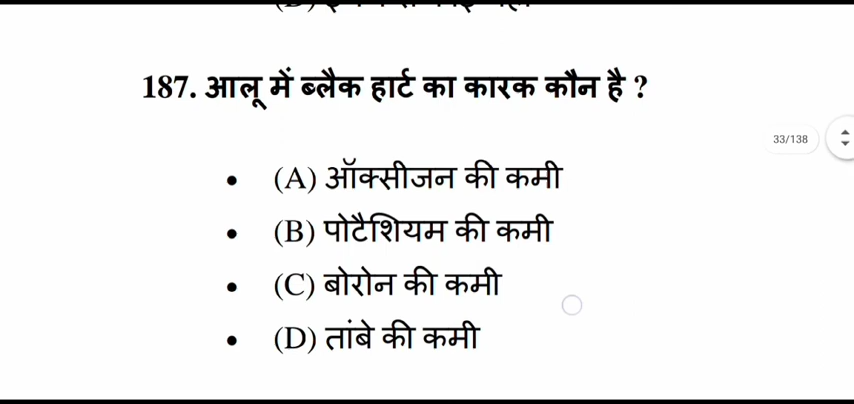 187. आलू में ब्लैक हार्ट का कारक कौन है ?
33/138
• (A) ऑक्सीजन की कमी
• (B) पोटैशियम की कमी
• (C) बोरोन की कमी
• (D) तांबे की कमी